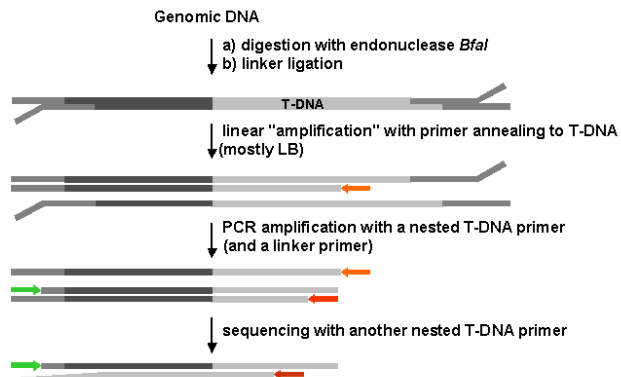 Genomic DNA
a) digestion with endonuclease BfaI
b) linker ligation
T-DNA
linear "amplification" with primer annealing to T-DNA
(mostly LB)
PCR amplification with a nested T-DNA primer
(and a linker primer)
sequencing with another nested T-DNA primer